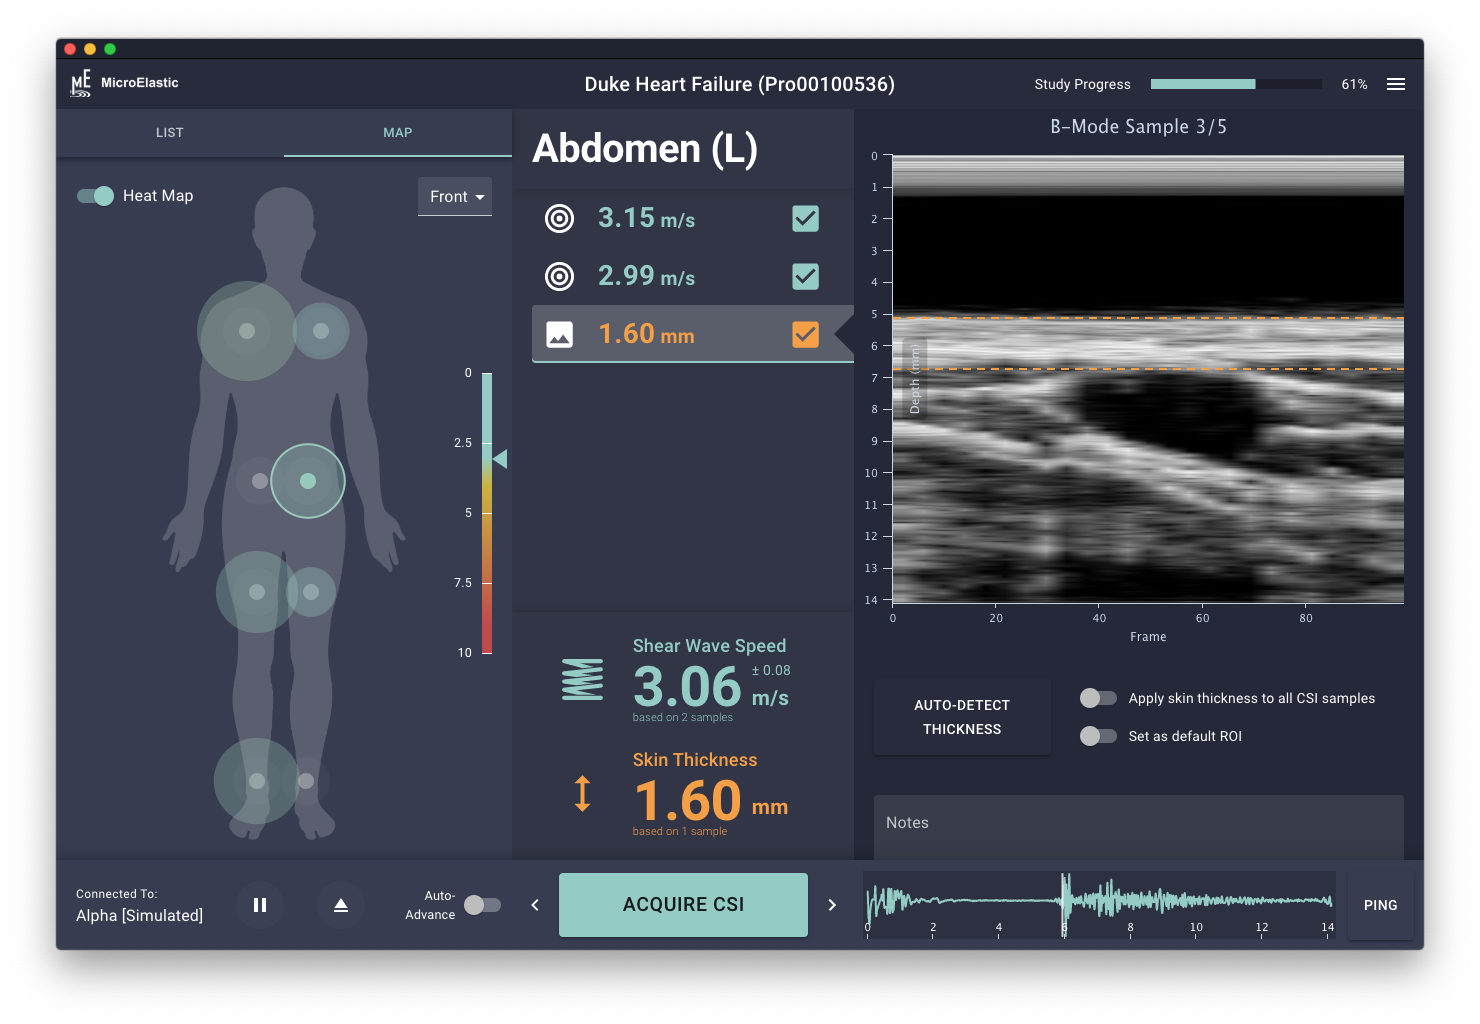 ME MicroElastic
Duke Heart Failure (Pro00100536)
Study Progress 61%
LIST MAP
Heat Map
Front
0
2.5
5
7.5
10
Abdomen (L)
3.15 m/s
2.99 m/s
1.60 mm
Shear Wave Speed
3.06 ± 0.08 m/s
based on 2 samples
Skin Thickness
1.60 mm
based on 1 sample
B-Mode Sample 3/5
0
1
2
3
4
5
6
7
8
9
10
11
12
13
14
Depth (mm)
0 20 40 60 80
Frame
AUTO-DETECT
THICKNESS
Apply skin thickness to all CSI samples
Set as default ROI
Notes
Connected To:
Alpha [Simulated]
Auto-
Advance
ACQUIRE CSI
0 2 4 6 8 10 12 14
PING